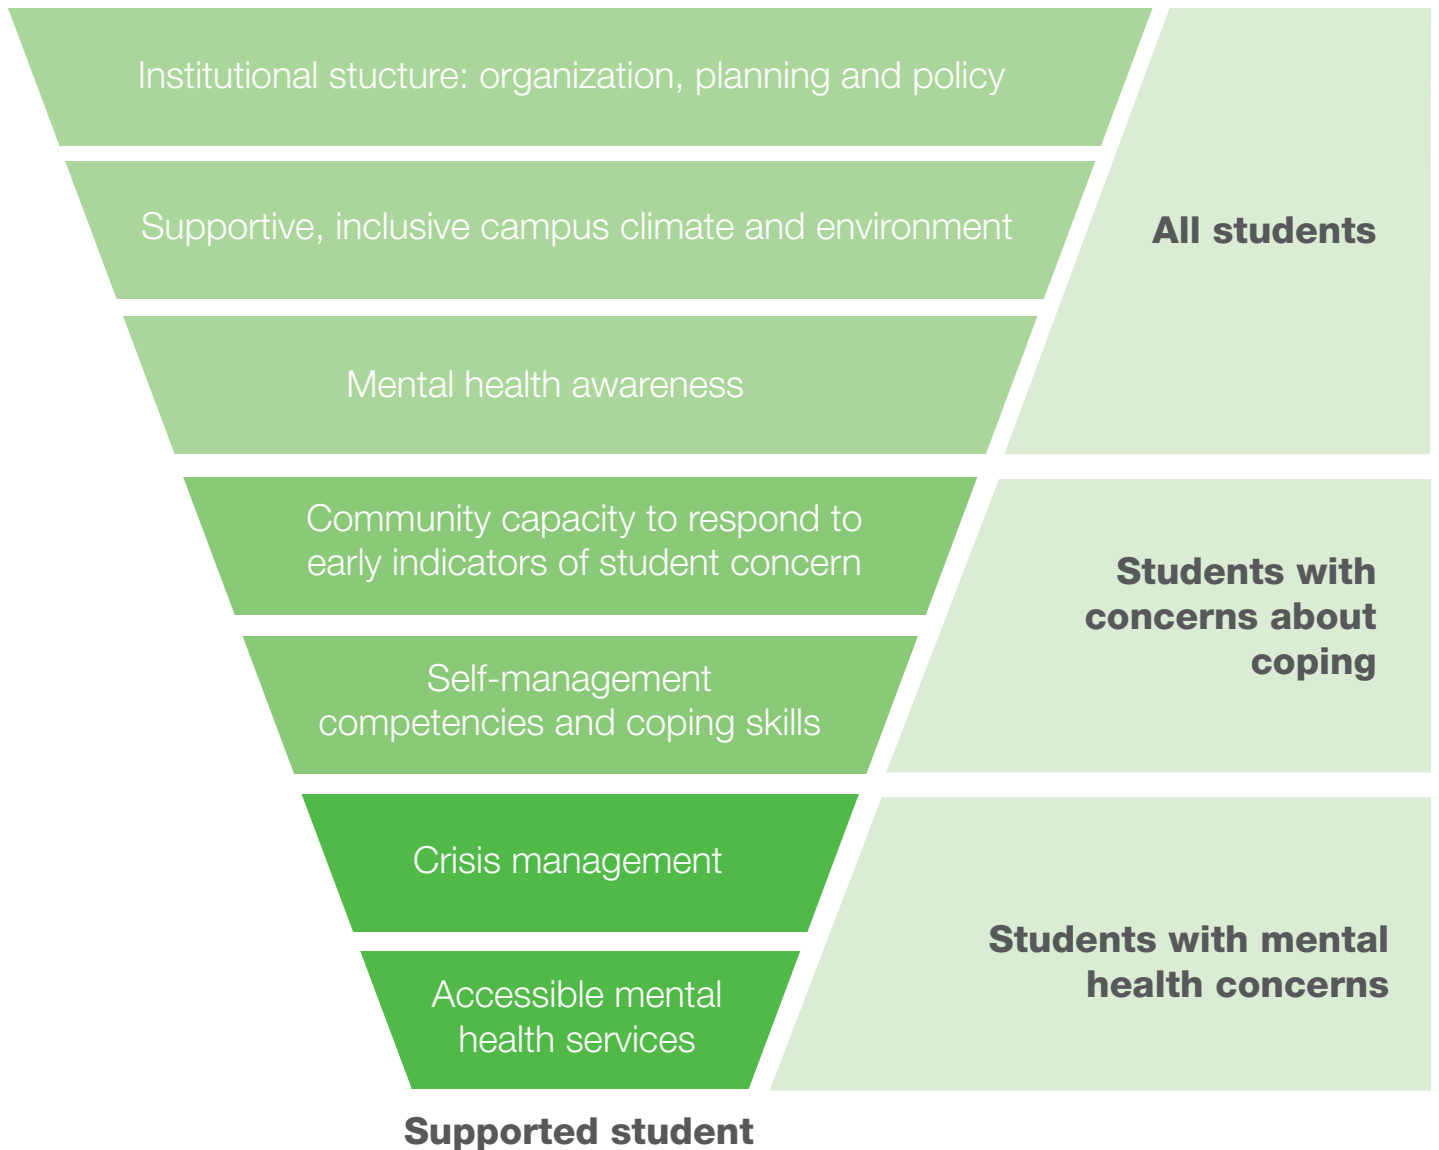 Institutional stucture: organization, planning and policy
Supportive, inclusive campus climate and environment
All students
Mental health awareness
Community capacity to respond to
early indicators of student concern
Students with
concerns about
coping
Self-management
competencies and coping skills
Crisis management
Students with mental
health concerns
Accessible mental
health services
Supported student